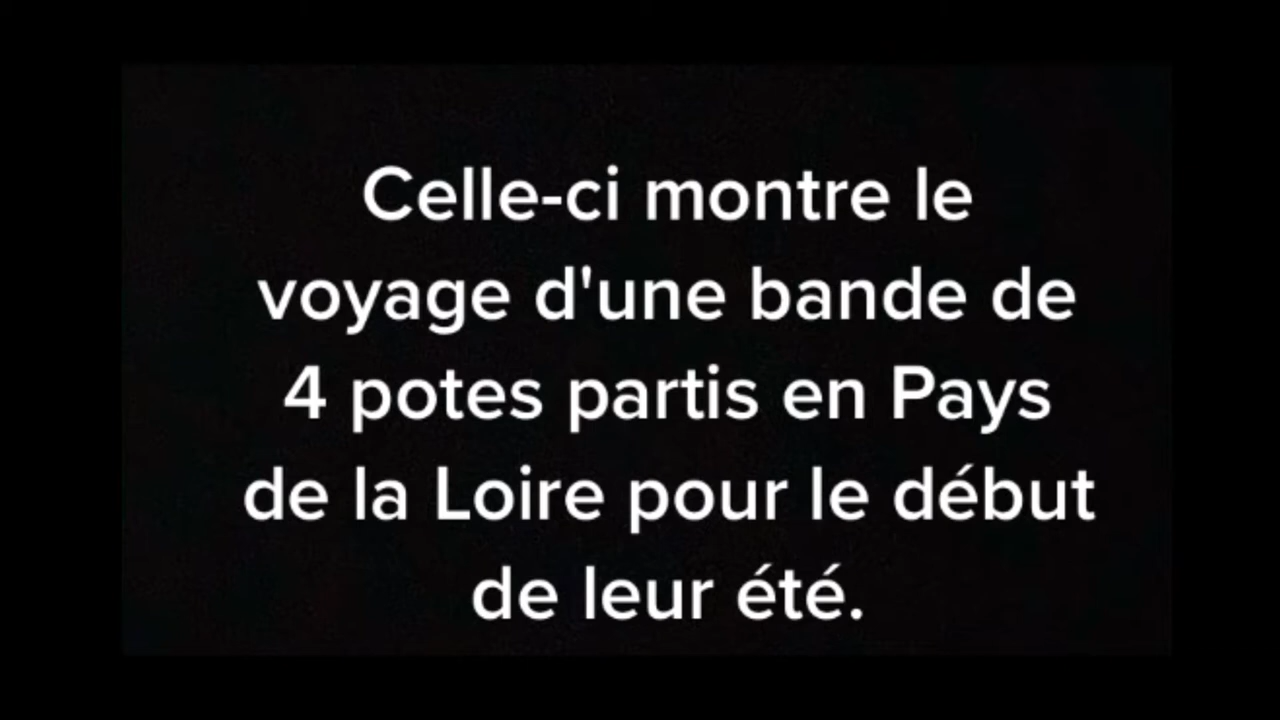 Celle-ci montre le
voyage d'une bande de
4 potes partis en Pays
de la Loire pour le début
de leur été.